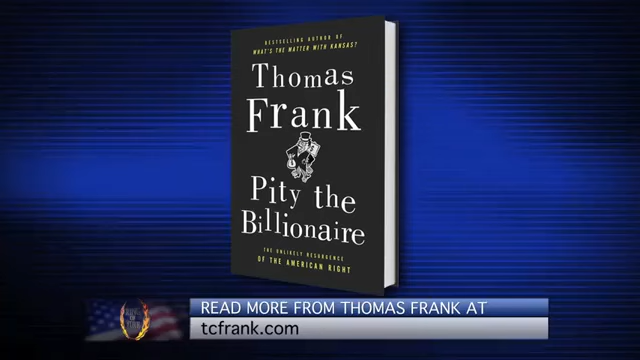 BESTSELLING AUTHOR OF
WHAT'S THE MATTER WITH KANSAS?
Thomas
Frank
Pity the
Billionaire
THE UNLIKELY RESURGENCE
OF THE AMERICAN RIGHT
READ MORE FROM THOMAS FRANK AT
tcfrank.com